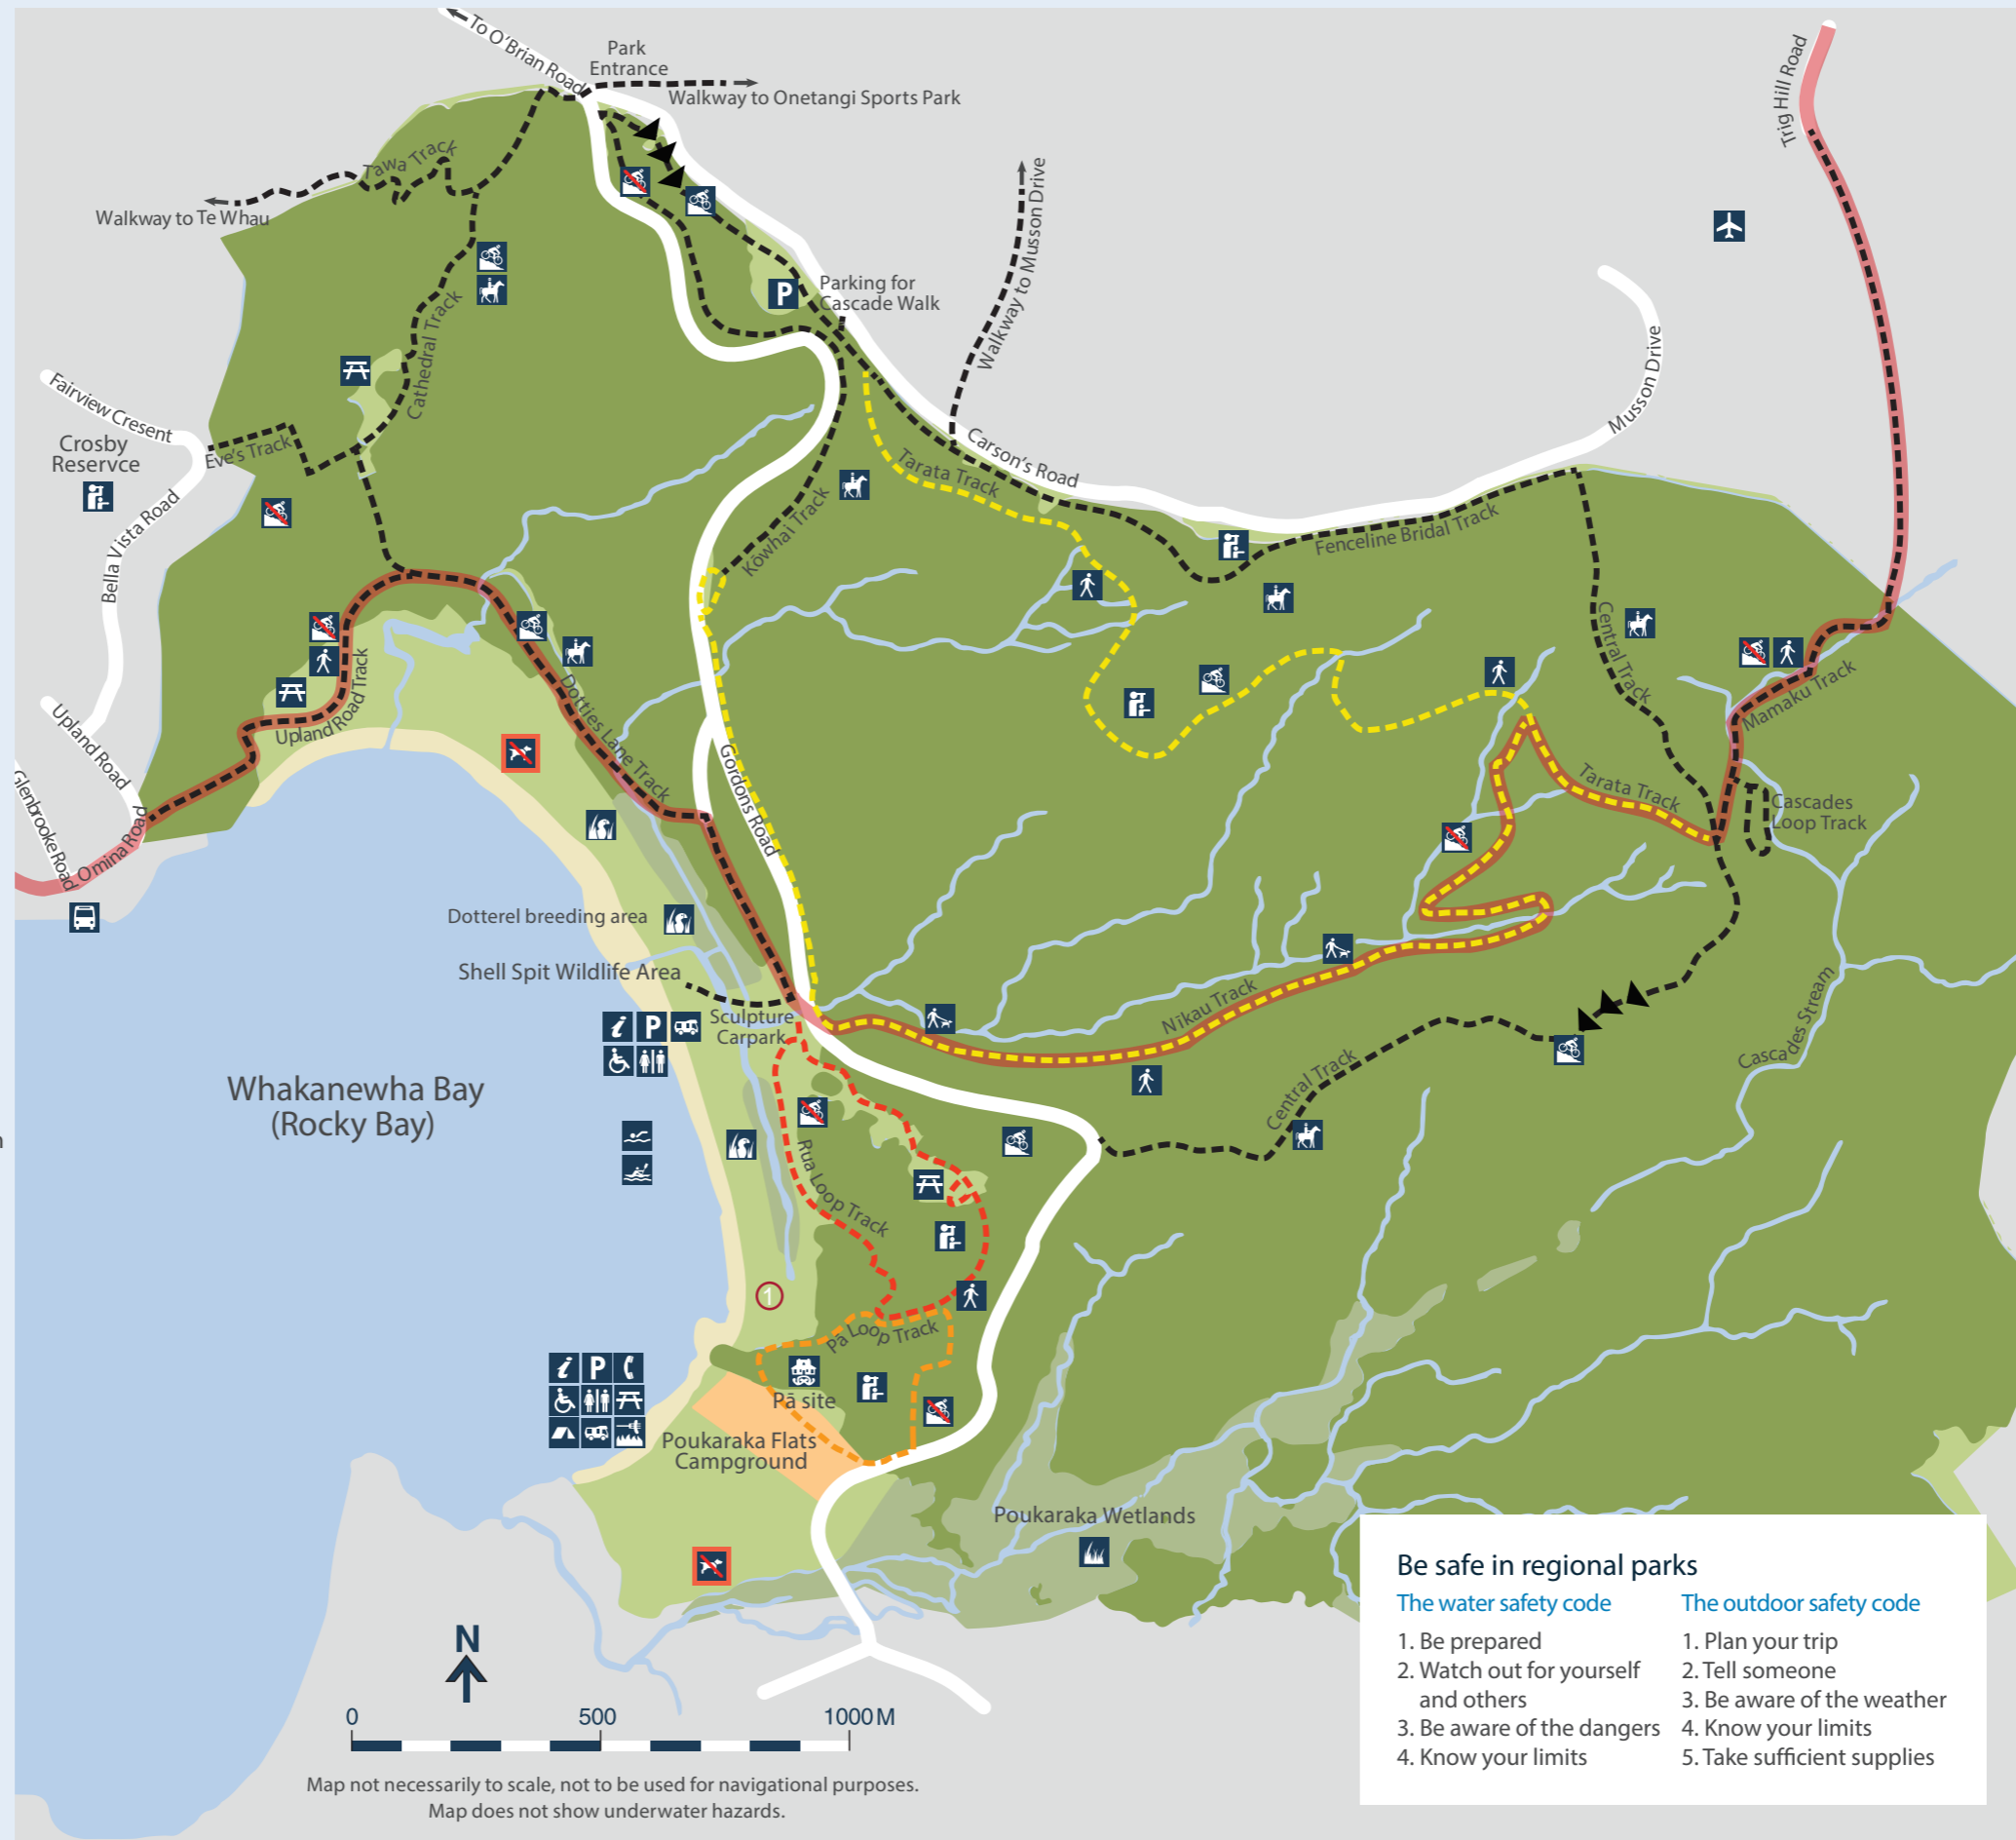 To O'Brian Road
Park
Entrance
Walkway to Onetangi Sports Park
Trig Hill Road
Tawa Track
Walkway to Te Whau
Walkway to Musson Drive
P
Parking for
Cascade Walk
Cathedral Track
Fairview Cresent
Crosby
Reservce
Eve's Track
Bella Vista Road
Musson Drive
Carson's Road
Tarata Track
Kōwhai Track
Fenceline Bridal Track
Central Track
Upland Road Track
Dotties Lane Track
Mamaku Track
Upland Road
Glenbrooke Road
Omina Road
Gordons Road
Tarata Track
Cascades
Loop Track
Dotterel breeding area
Shell Spit Wildlife Area
Nīkau Track
Cascades Stream
i P
Sculpture
Carpark
Central Track
Whakanewha Bay
(Rocky Bay)
n
Rua Loop Track
1
Pā Loop Track
i P
Pā site
Poukaraka Flats
Campground
Poukaraka Wetlands
N
0 500 1000 M
Map not necessarily to scale, not to be used for navigational purposes.
Map does not show underwater hazards.
Be safe in regional parks
The water safety code
1. Be prepared
2. Watch out for yourself
and others
3. Be aware of the dangers
4. Know your limits
The outdoor safety code
1. Plan your trip
2. Tell someone
3. Be aware of the weather
4. Know your limits
5. Take sufficient supplies